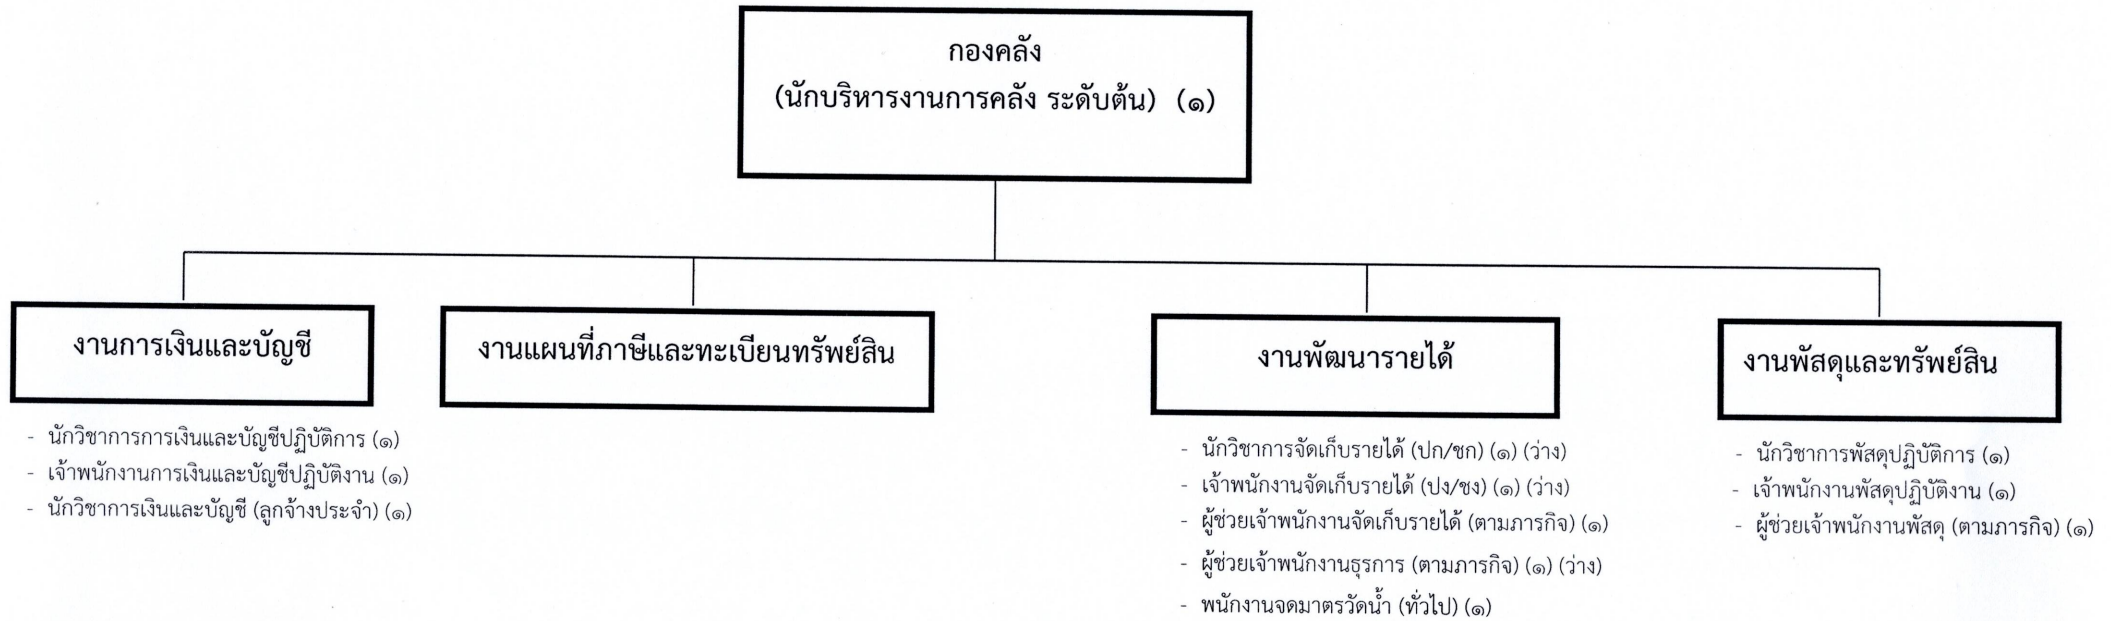 กองคลัง
(นักบริหารงานการคลัง ระดับต้น) (๑)
งานการเงินและบัญชี
- นักวิชาการการเงินและบัญชีปฏิบัติการ (๑)
- เจ้าพนักงานการเงินและบัญชีปฏิบัติงาน (๑)
- นักวิชาการเงินและบัญชี (ลูกจ้างประจำ) (๑)
งานแผนที่ภาษีและทะเบียนทรัพย์สิน
งานพัฒนารายได้
- นักวิชาการจัดเก็บรายได้ (ปก/ชก) (๑) (ว่าง)
- เจ้าพนักงานจัดเก็บรายได้ (ปง/ชง) (๑) (ว่าง)
- ผู้ช่วยเจ้าพนักงานจัดเก็บรายได้ (ตามภารกิจ) (๑)
- ผู้ช่วยเจ้าพนักงานธุรการ (ตามภารกิจ) (๑) (ว่าง)
- พนักงานจดมาตรวัดน้ำ (ทั่วไป) (๑)
งานพัสดุและทรัพย์สิน
- นักวิชาการพัสดุปฏิบัติการ (๑)
- เจ้าพนักงานพัสดุปฏิบัติงาน (๑)
- ผู้ช่วยเจ้าพนักงานพัสดุ (ตามภารกิจ) (๑)